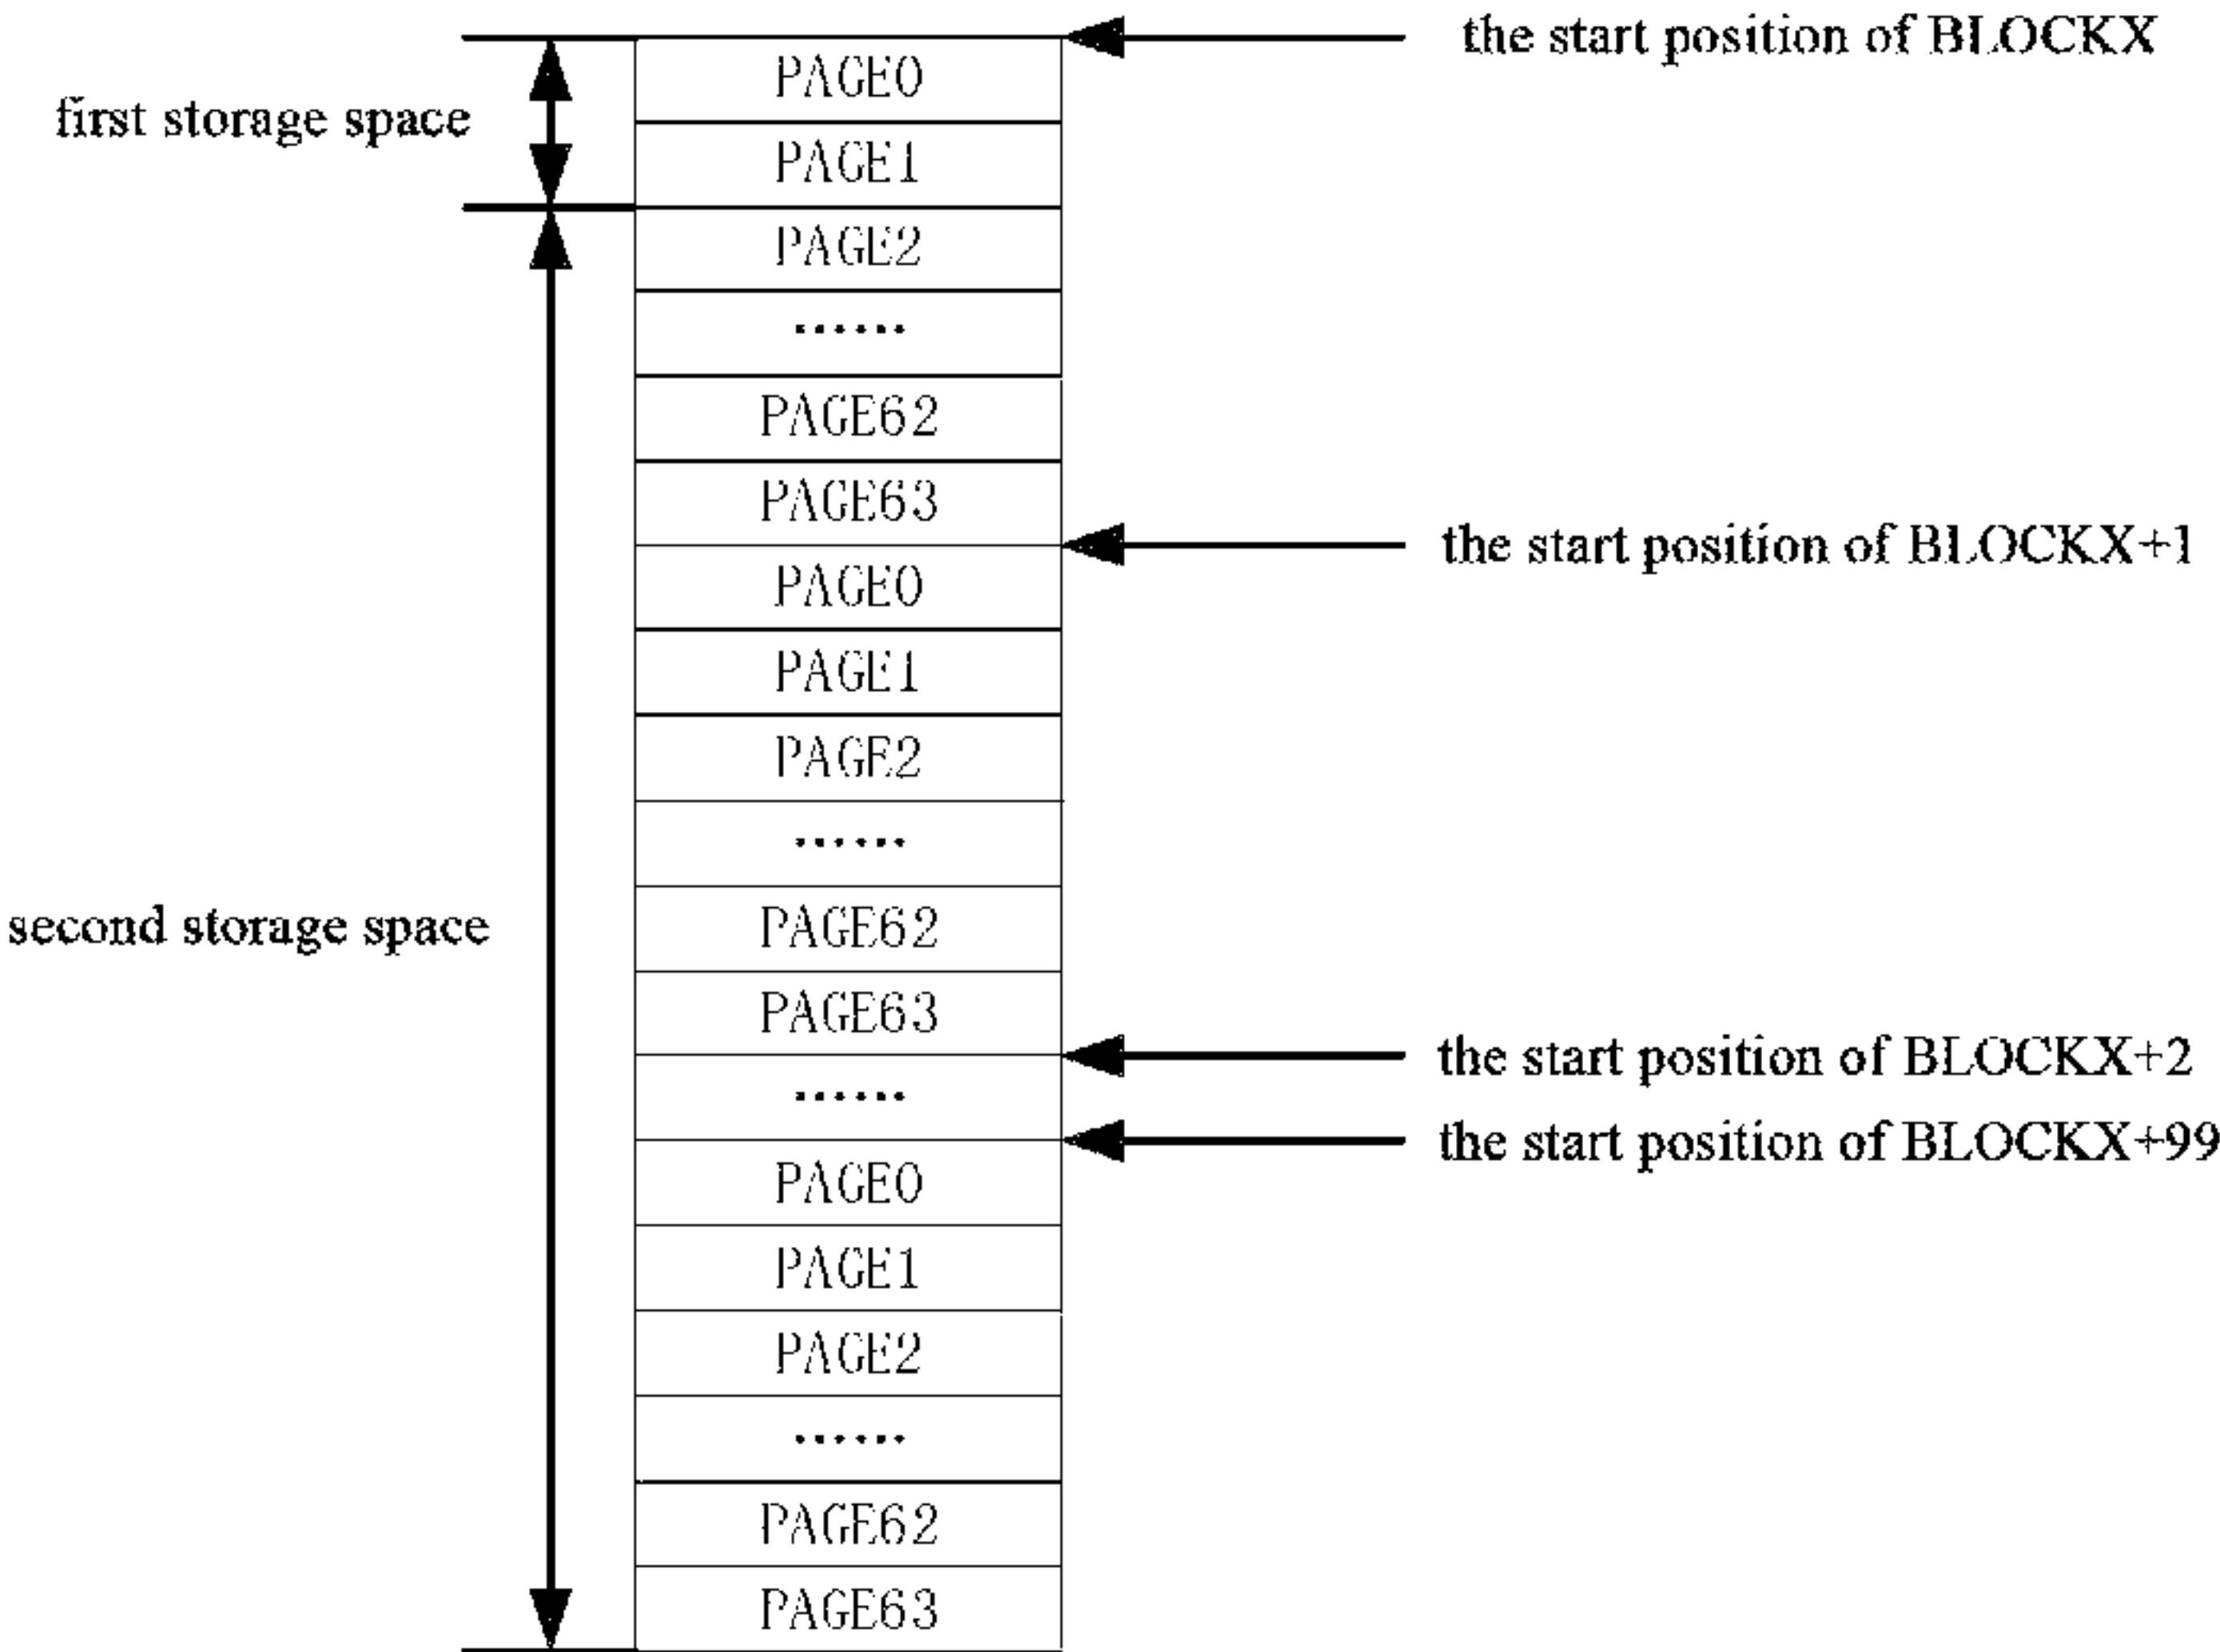 the start position of BLOCKX
PAGE0
first storage space
PAGE1
PAGE2
......
PAGE62
PAGE63
the start position of BLOCKX+1
PAGE0
PAGE1
PAGE2
......
PAGE62
second storage space
PAGE63
the start position of BLOCKX+2
......
the start position of BLOCKX+99
PAGE0
PAGE1
PAGE2
......
PAGE62
PAGE63